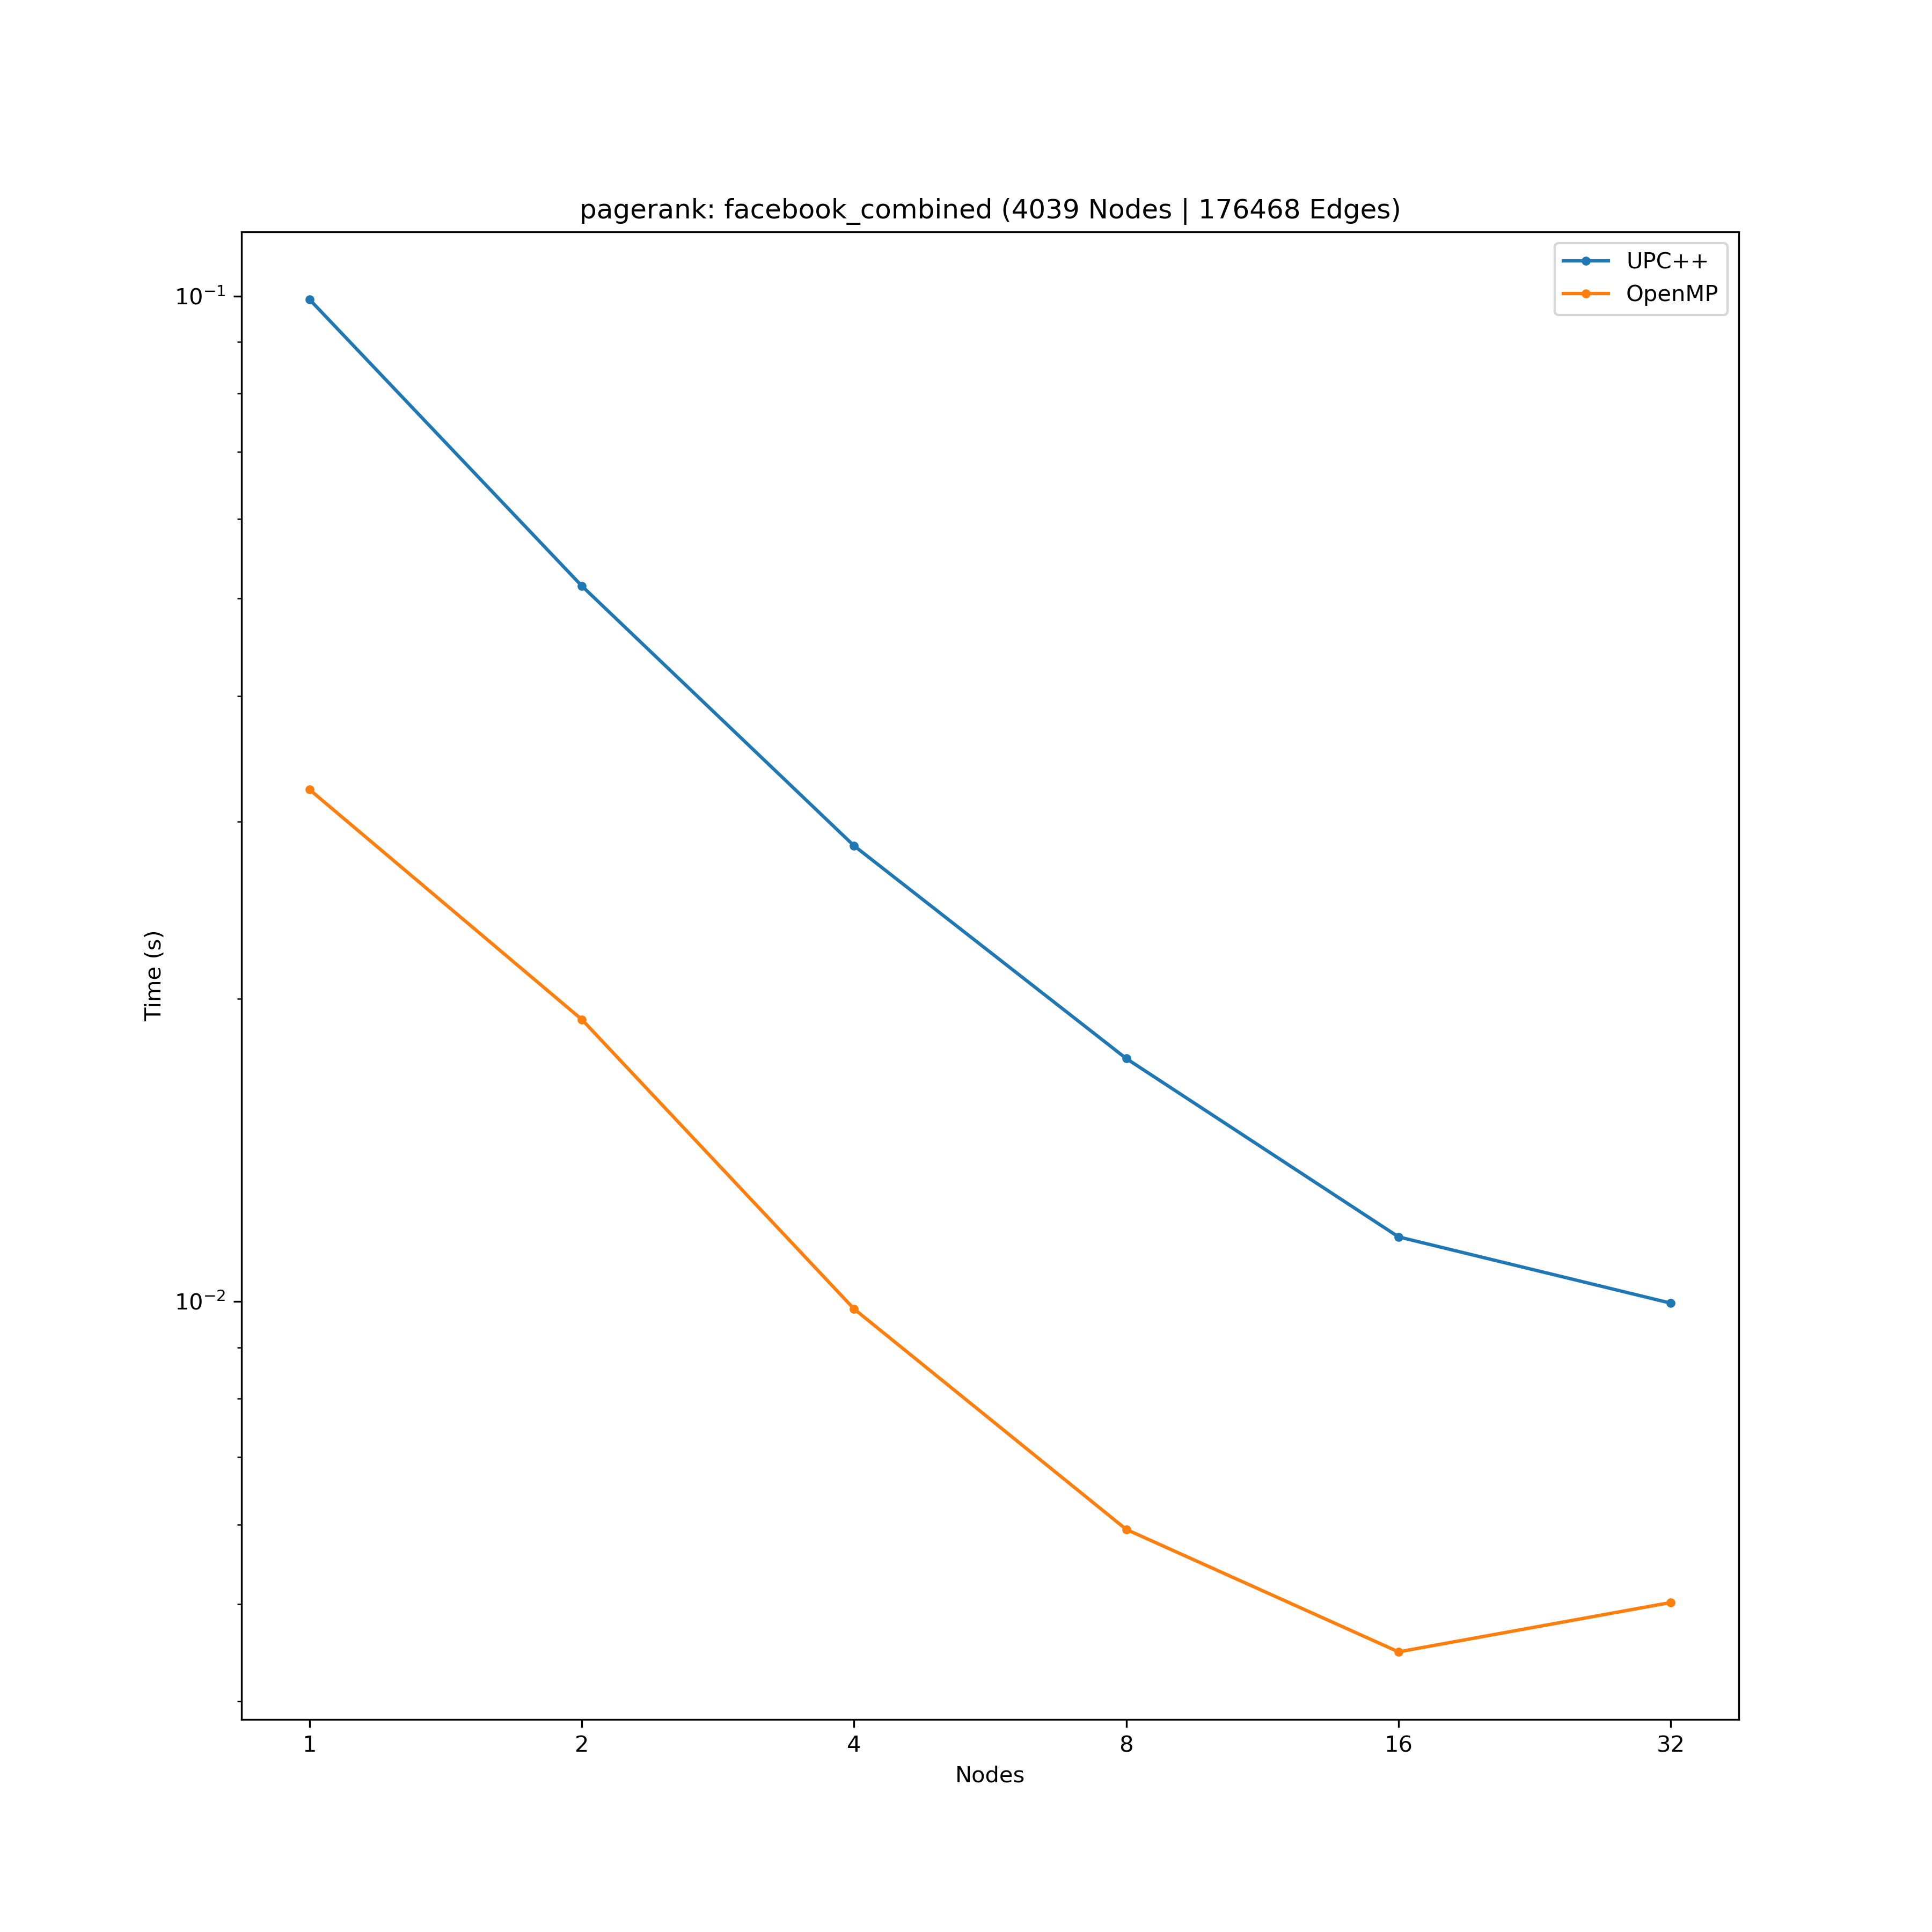 pagerank: facebook_combined (4039 Nodes | 176468 Edges)
UPC++
OpenMP
10⁻¹
10⁻²
Time (s)
1 2 4 8 16 32
Nodes